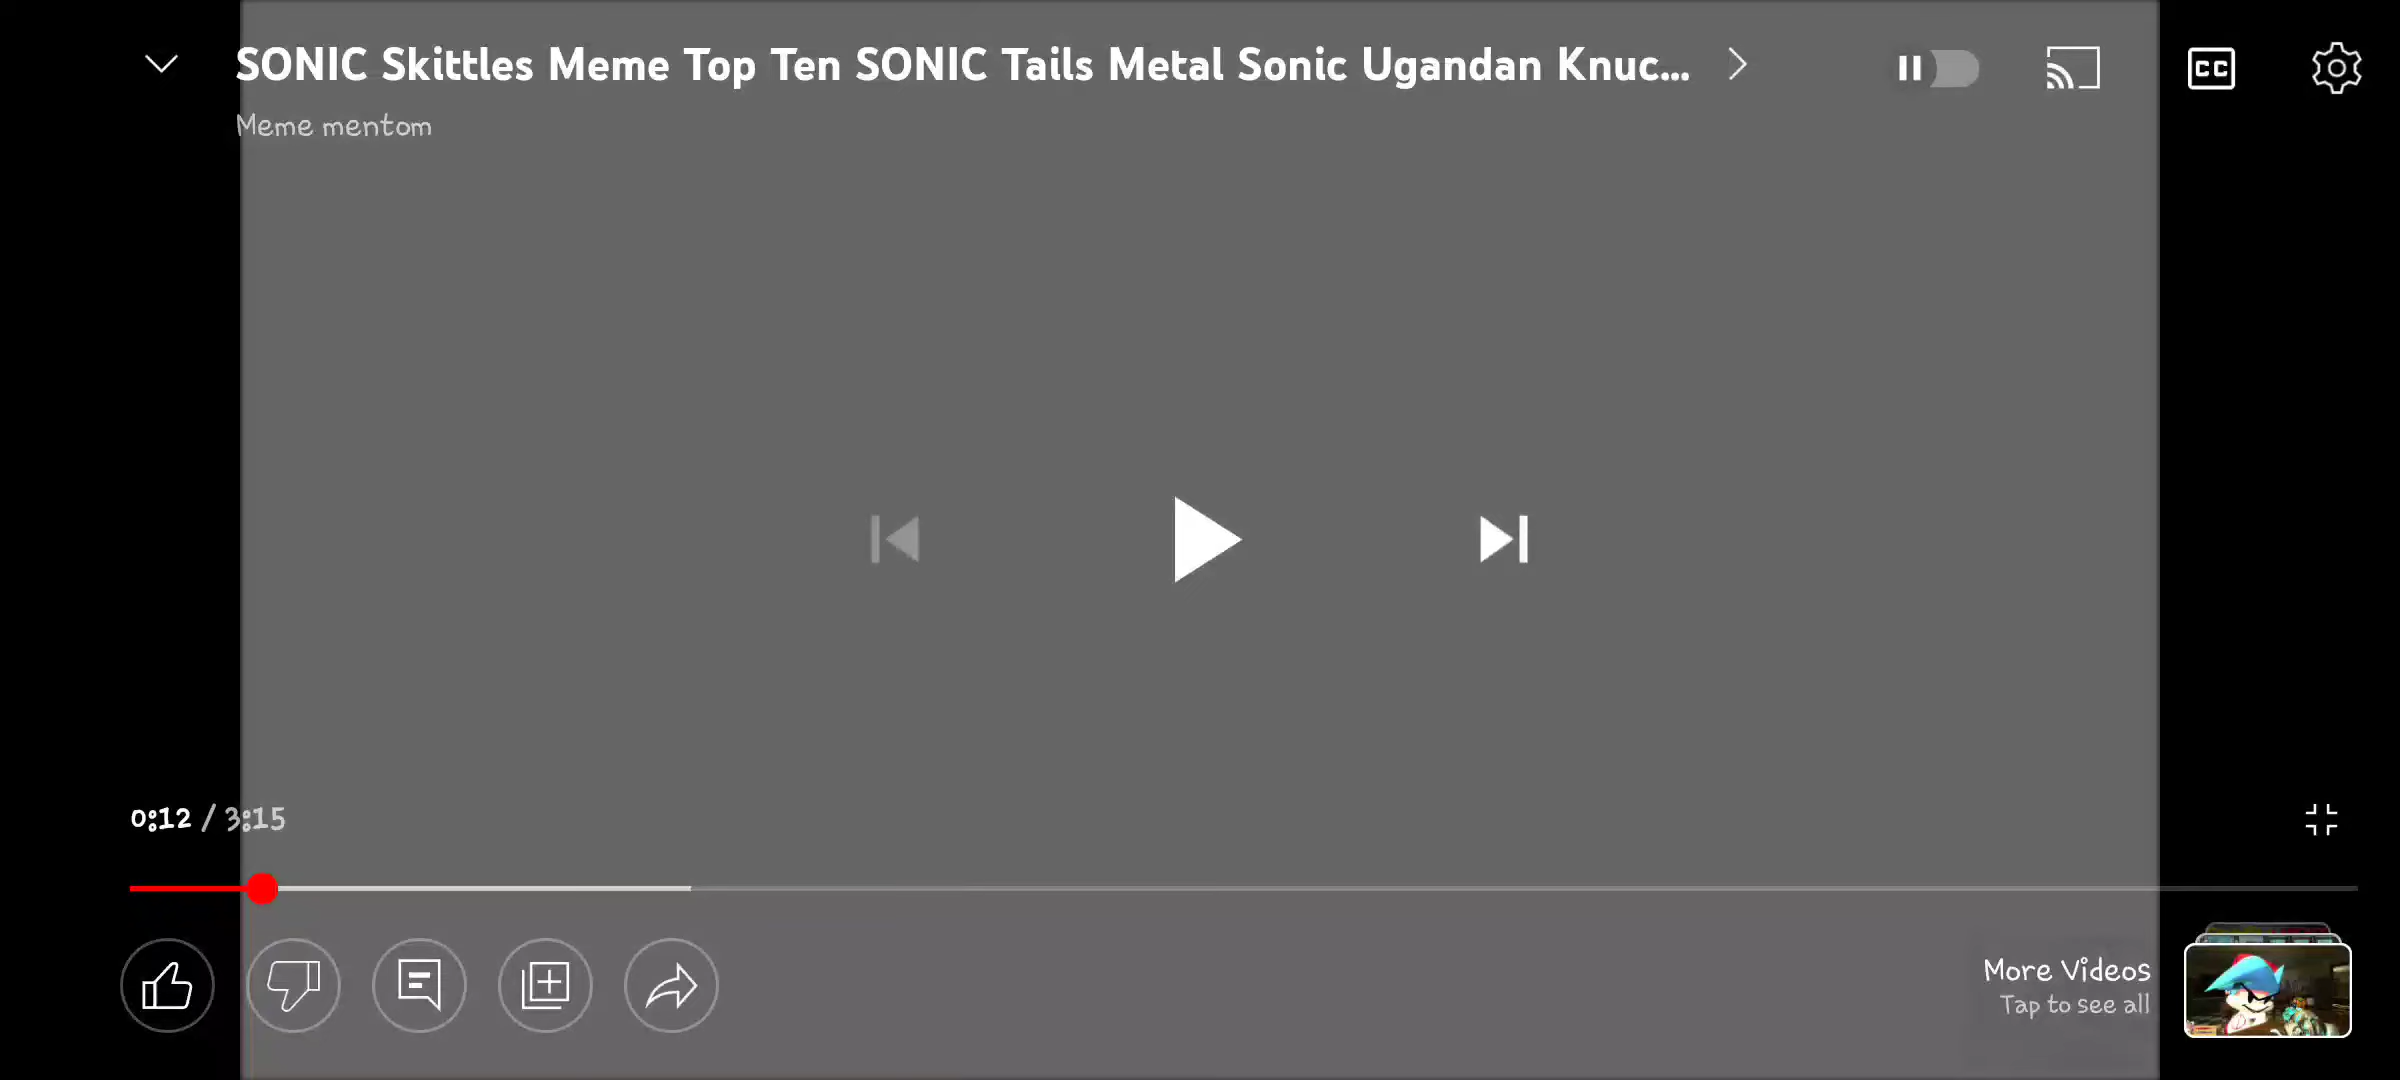 SONIC Skittles Meme Top Ten SONIC Tails Metal Sonic Ugandan Knuc...
Meme mentom
CC
0:12 / 3:15
More Videos
Tap to see all